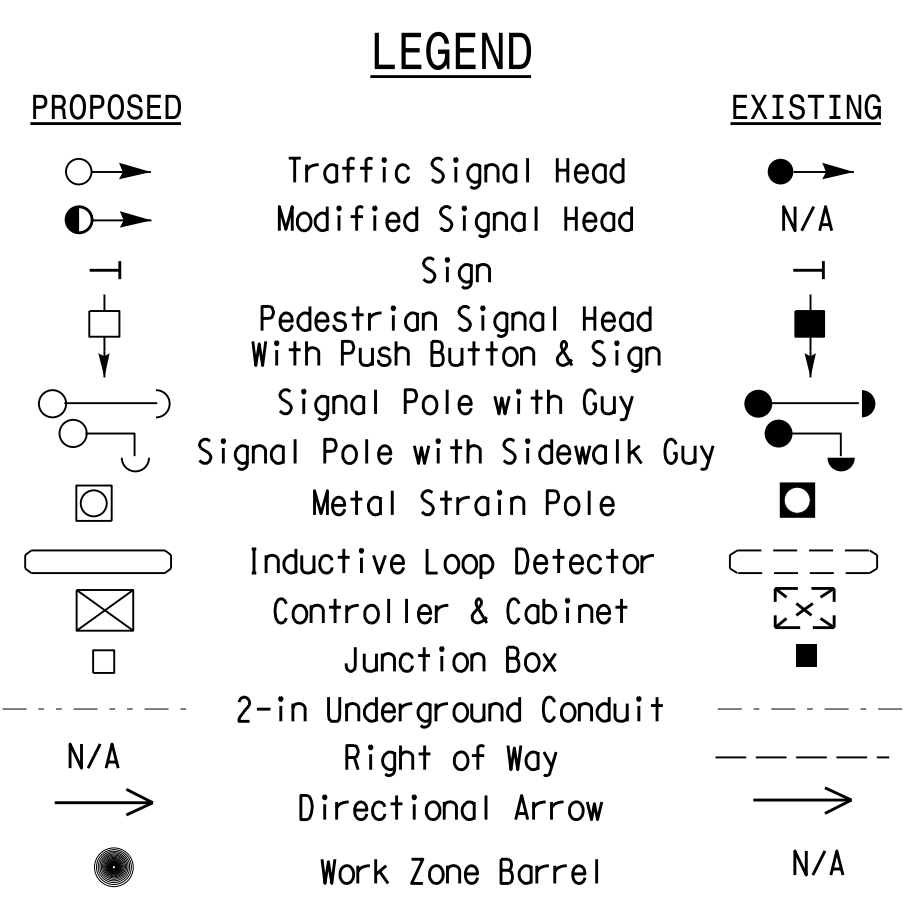 LEGEND
PROPOSED EXISTING
Traffic Signal Head
Modified Signal Head N/A
Sign
Pedestrian Signal Head
With Push Button & Sign
Signal Pole with Guy
Signal Pole with Sidewalk Guy
Metal Strain Pole
Inductive Loop Detector
Controller & Cabinet
Junction Box
2-in Underground Conduit
N/A Right of Way
Directional Arrow
Work Zone Barrel N/A